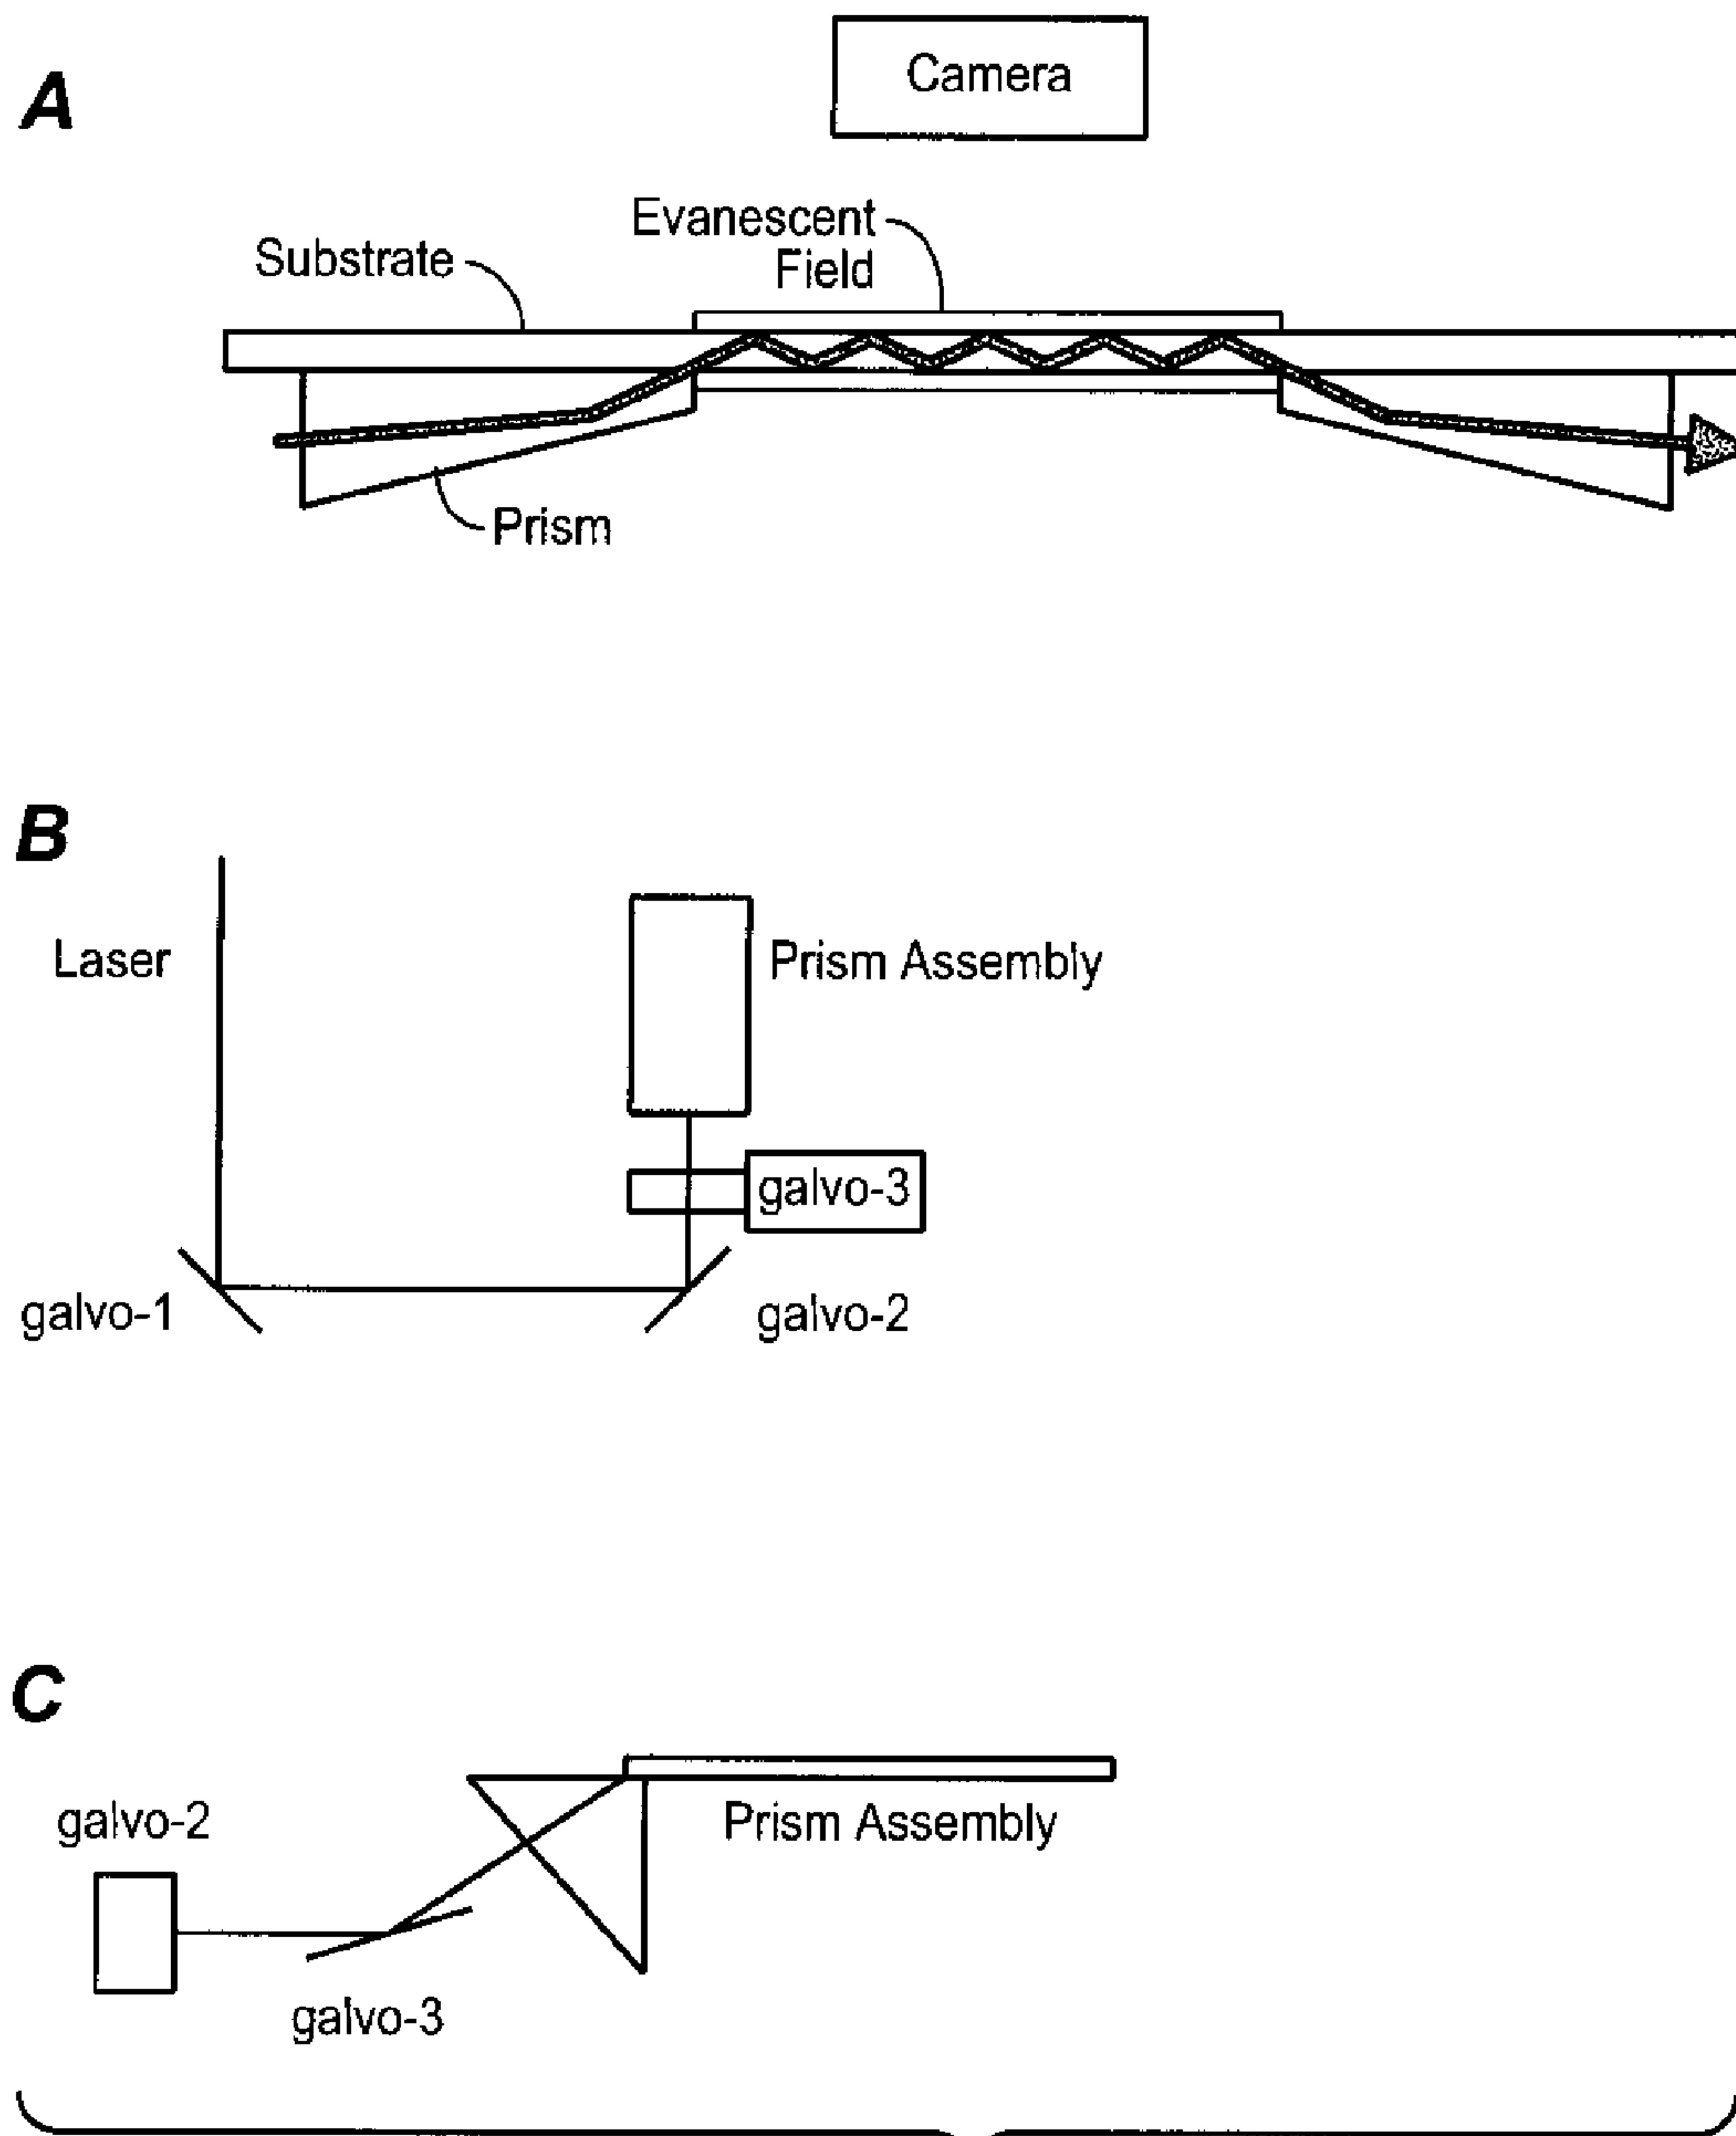 A
Camera
Evanescent
Field
Substrate
Prism
B
Laser
Prism Assembly
galvo-3
galvo-1
galvo-2
C
Prism Assembly
galvo-2
galvo-3